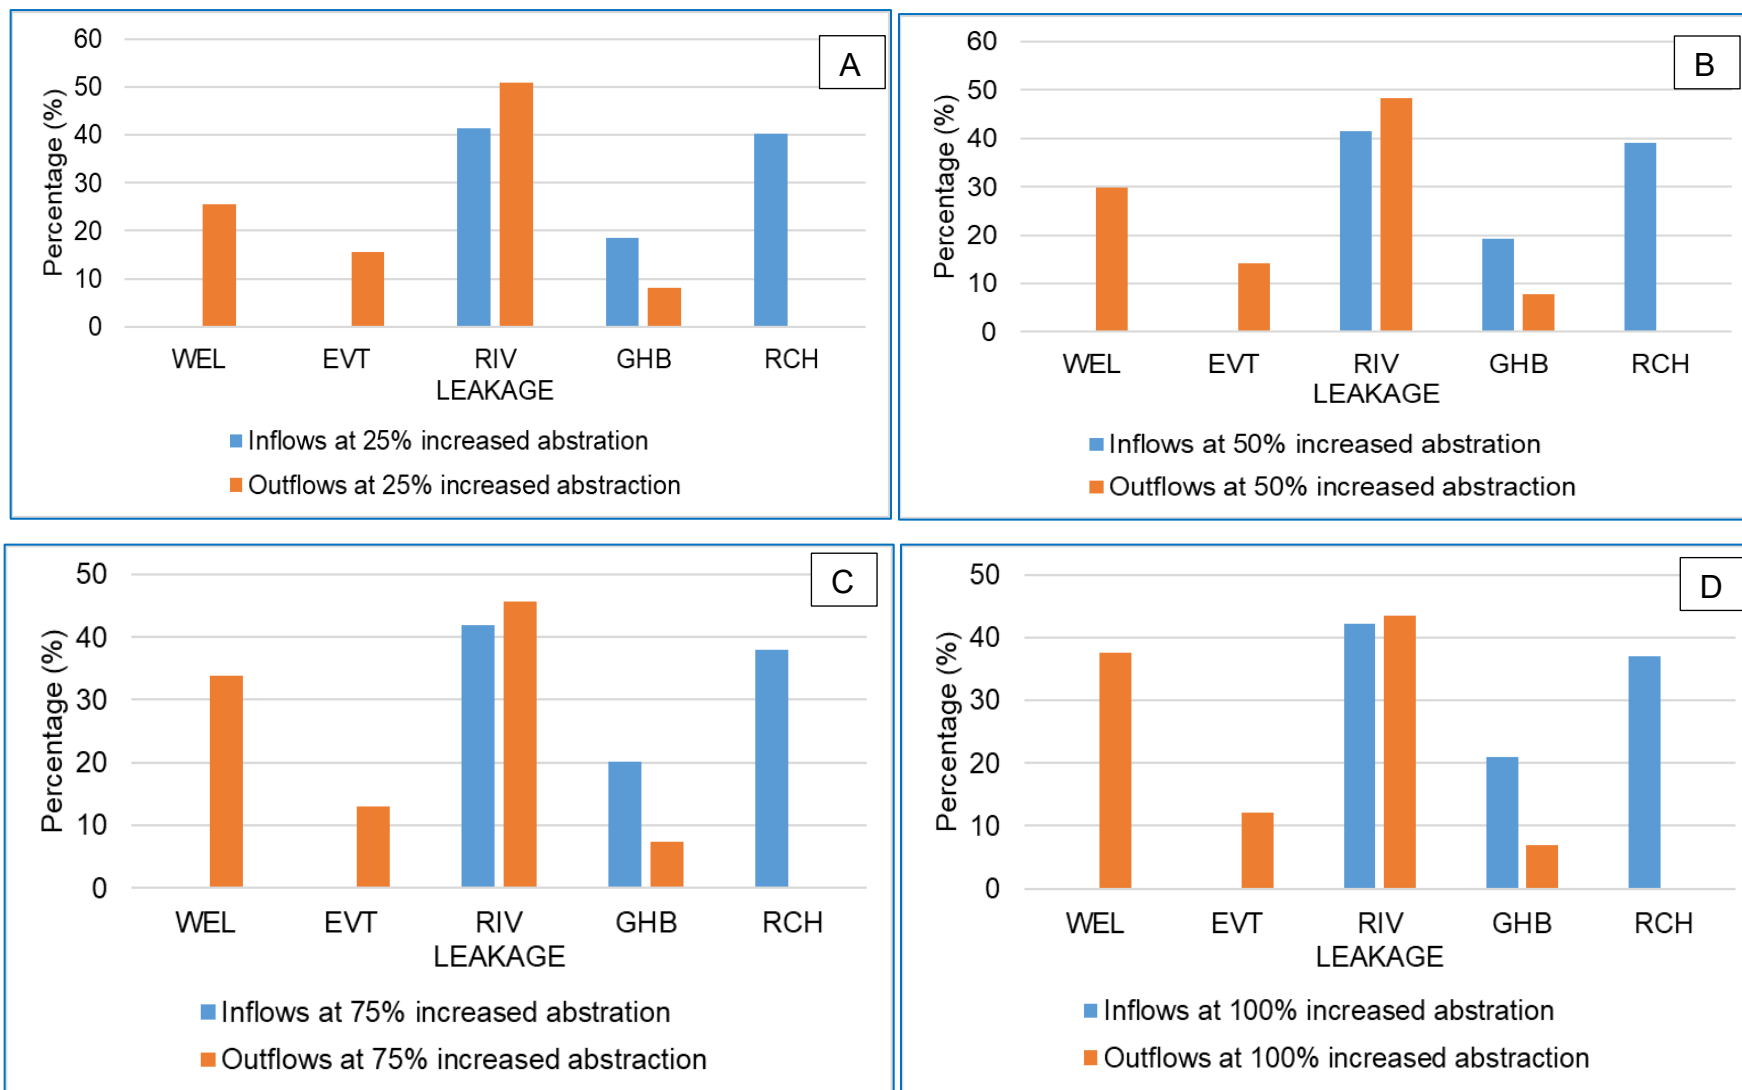 A
Percentage (%)
60
50
40
30
20
10
0
WEL EVT RIV GHB RCH
LEAKAGE
Inflows at 25% increased abstration
Outflows at 25% increased abstraction
B
Percentage (%)
60
50
40
30
20
10
0
WEL EVT RIV GHB RCH
LEAKAGE
Inflows at 50% increased abstration
Outflows at 50% increased abstraction
C
Percentage (%)
50
40
30
20
10
0
WEL EVT RIV GHB RCH
LEAKAGE
Inflows at 75% increased abstration
Outflows at 75% increased abstraction
D
Percentage (%)
50
40
30
20
10
0
WEL EVT RIV GHB RCH
LEAKAGE
Inflows at 100% increased abstration
Outflows at 100% increased abstraction